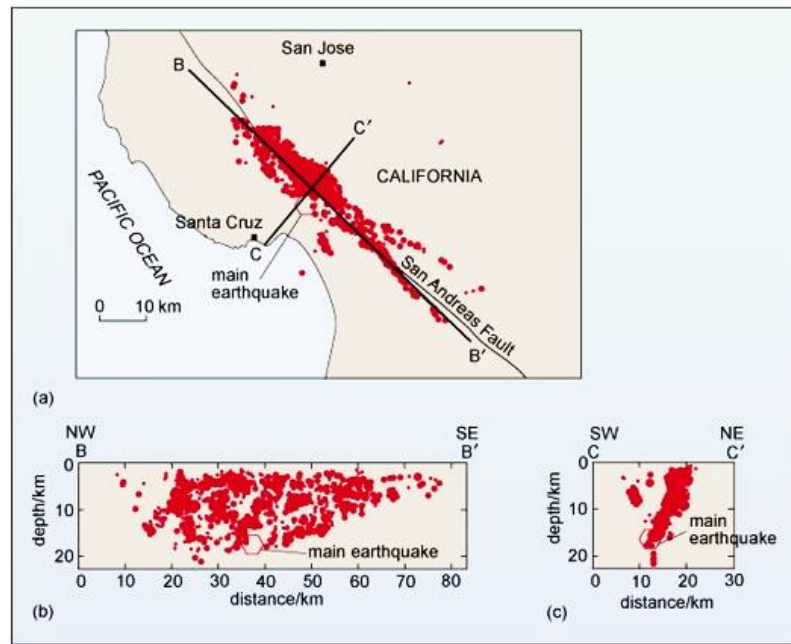 San Jose
B
C′
CALIFORNIA
PACIFIC OCEAN
Santa Cruz
C
main
earthquake
San Andreas Fault
0 10 km
B′
(a)
NW SE
B B′
0
10
20
depth/km
main earthquake
0 10 20 30 40 50 60 70 80
distance/km
(b)
SW NE
C C′
0
10
20
depth/km
main
earthquake
0 10 20 30
distance/km
(c)